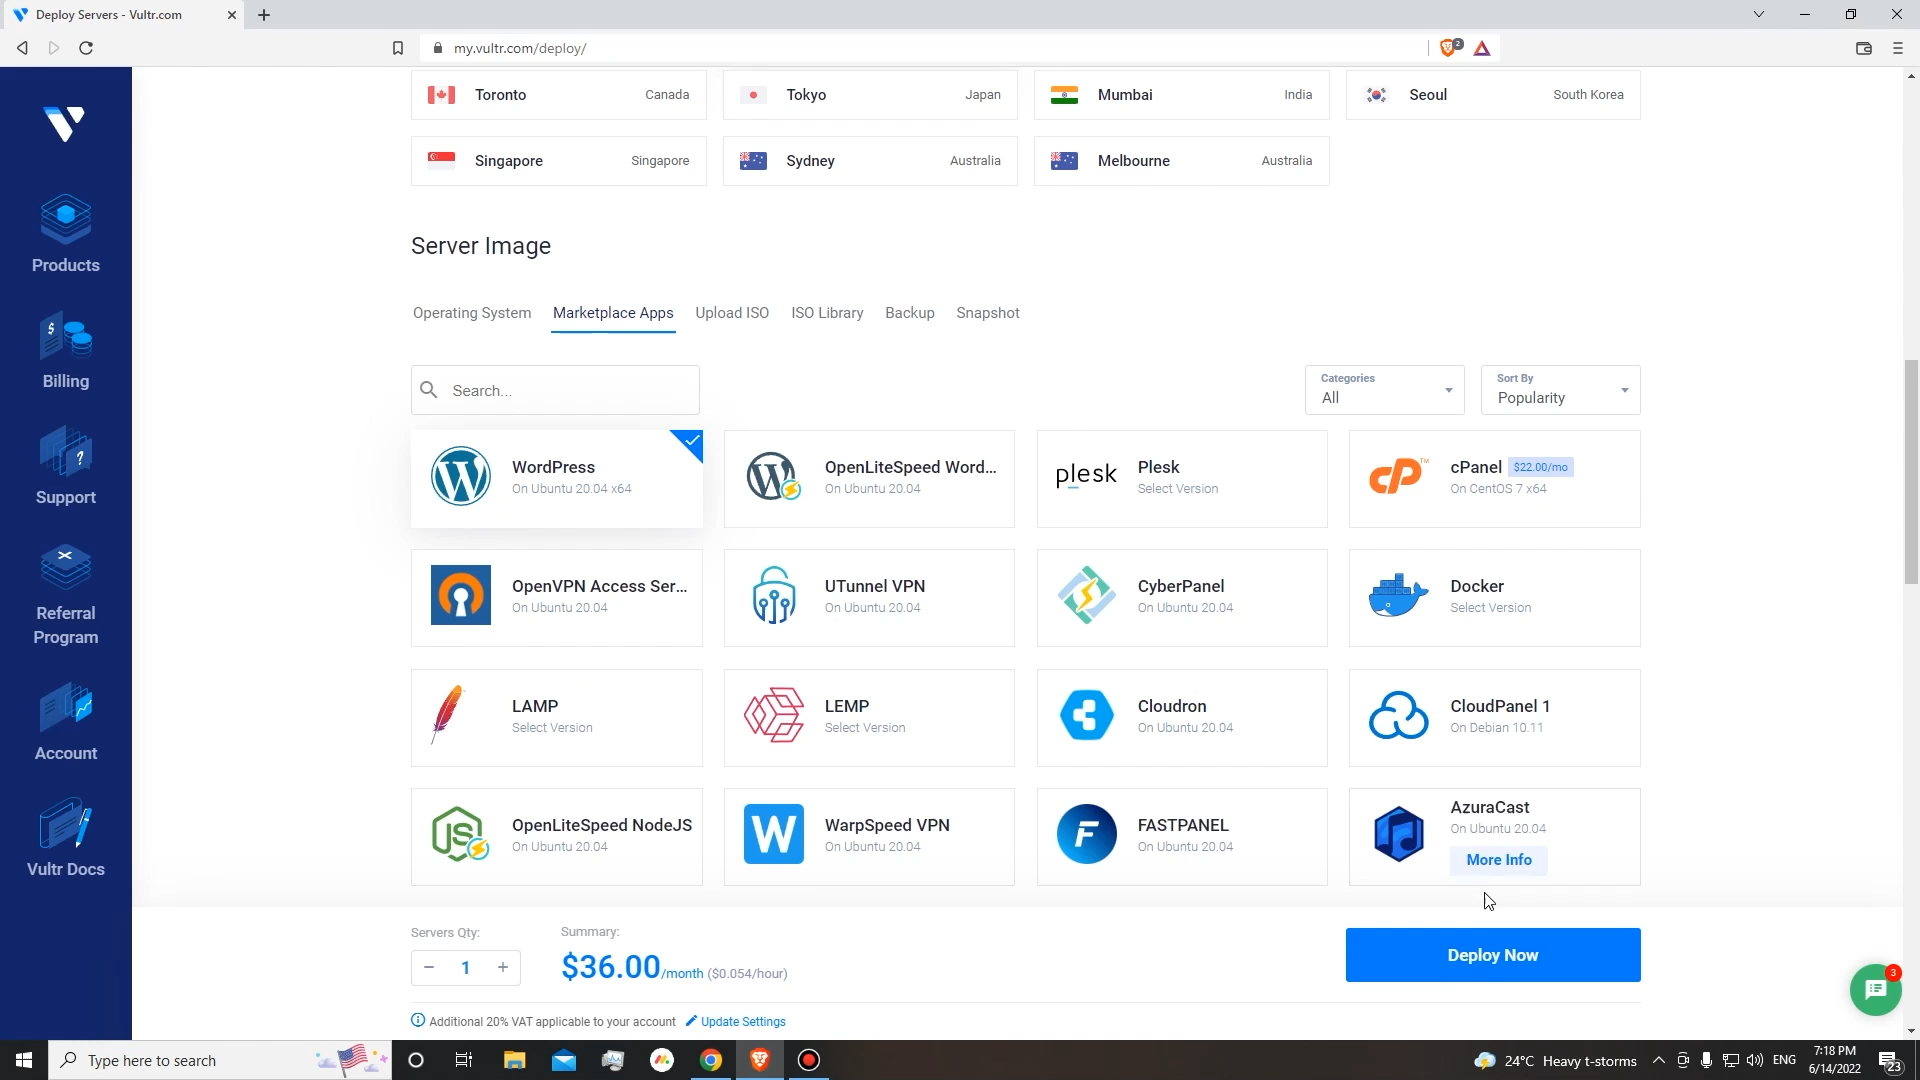 Deploy Servers - Vultr.com
my.vultr.com/deploy/
2
Toronto Canada
Tokyo Japan
Mumbai India
Seoul South Korea
Singapore Singapore
Sydney Australia
Melbourne Australia
Products
Billing
Support
Referral
Program
Account
Vultr Docs
Server Image
Operating System
Marketplace Apps
Upload ISO
ISO Library
Backup
Snapshot
Search...
Categories
All
Sort By
Popularity
WordPress
On Ubuntu 20.04 x64
OpenLiteSpeed Word...
On Ubuntu 20.04
plesk
Plesk
Select Version
cP™
cPanel $22.00/mo
On CentOS 7 x64
OpenVPN Access Ser...
On Ubuntu 20.04
UTunnel VPN
On Ubuntu 20.04
CyberPanel
On Ubuntu 20.04
Docker
Select Version
LAMP
Select Version
LEMP
Select Version
Cloudron
On Ubuntu 20.04
CloudPanel 1
On Debian 10.11
JS
OpenLiteSpeed NodeJS
On Ubuntu 20.04
W
WarpSpeed VPN
On Ubuntu 20.04
F
FASTPANEL
On Ubuntu 20.04
AzuraCast
On Ubuntu 20.04
More Info
Servers Qty:
− 1 +
Summary:
$36.00/month ($0.054/hour)
Deploy Now
3
Additional 20% VAT applicable to your account Update Settings
Type here to search
24°C Heavy t-storms
ENG
7:18 PM
6/14/2022
23